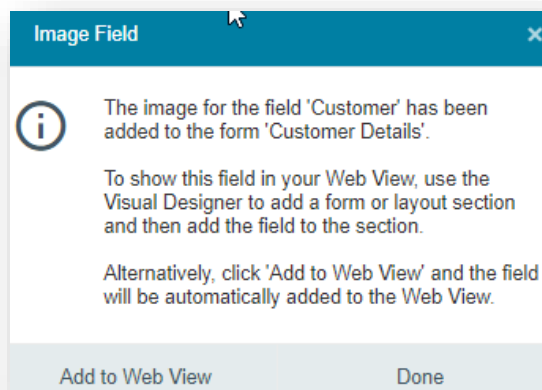 Image Field
The image for the field 'Customer' has been
added to the form 'Customer Details'.
To show this field in your Web View, use the
Visual Designer to add a form or layout section
and then add the field to the section.
Alternatively, click 'Add to Web View' and the field
will be automatically added to the Web View.
Add to Web View
Done